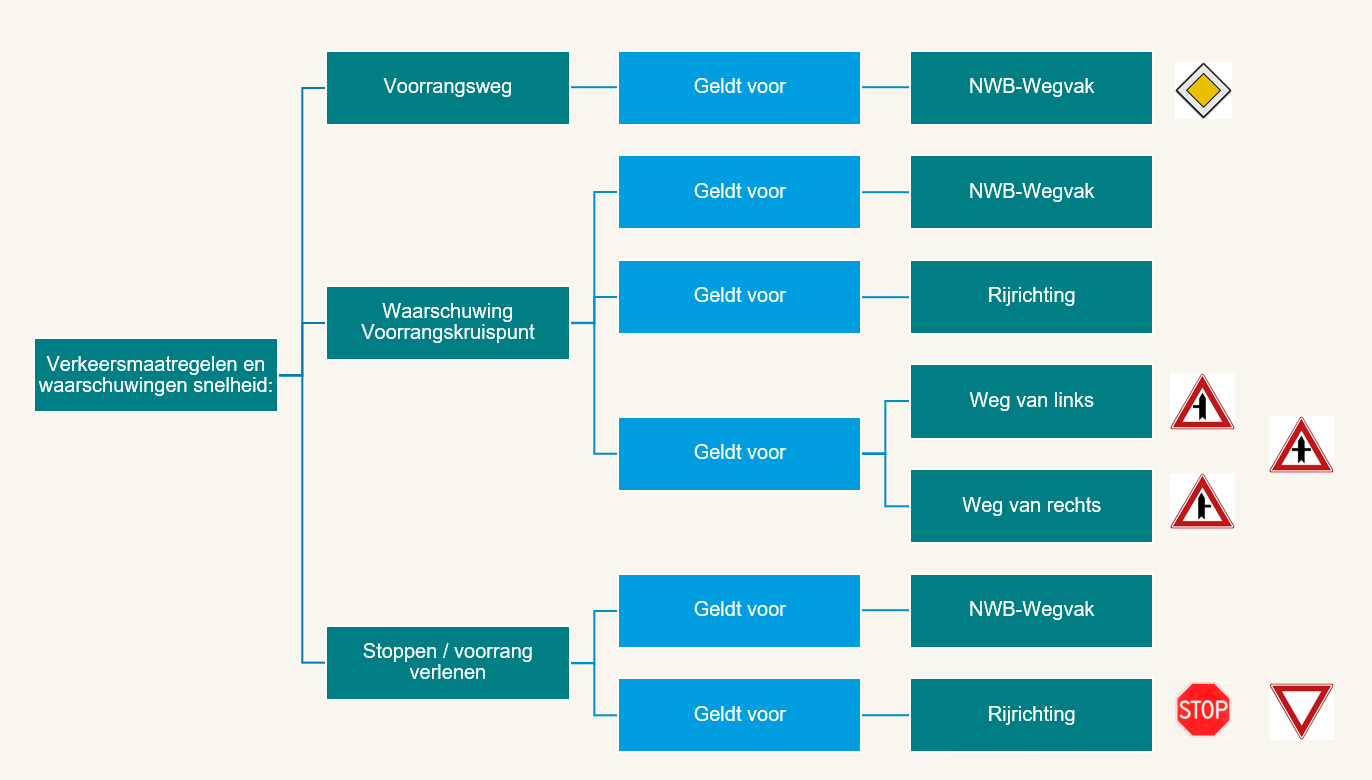 Verkeersmaatregelen en
waarschuwingen snelheid:
Voorrangsweg
Geldt voor
NWB-Wegvak
Waarschuwing
Voorrangskruispunt
Geldt voor
NWB-Wegvak
Geldt voor
Rijrichting
Geldt voor
Weg van links
Weg van rechts
Stoppen / voorrang
verlenen
Geldt voor
NWB-Wegvak
Geldt voor
Rijrichting
STOP